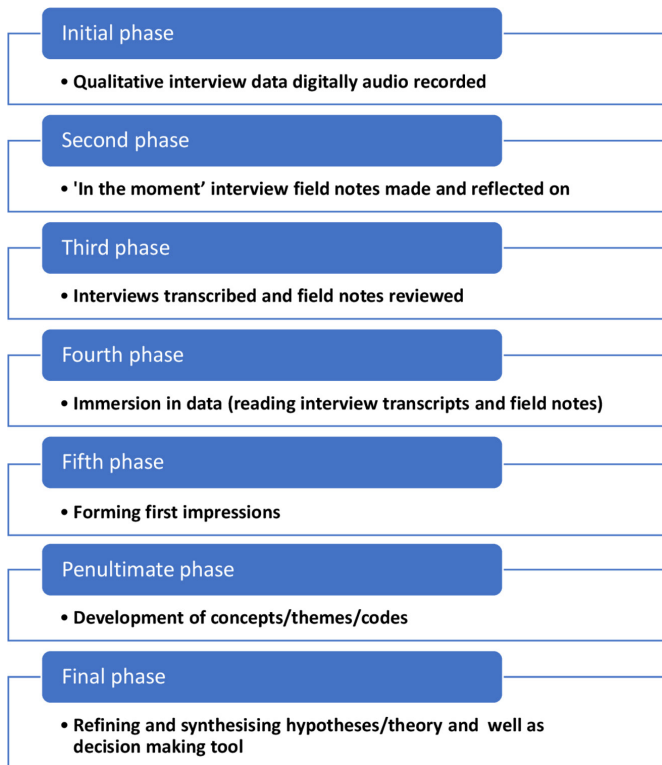 Initial phase
• Qualitative interview data digitally audio recorded
Second phase
• 'In the moment’ interview field notes made and reflected on
Third phase
• Interviews transcribed and field notes reviewed
Fourth phase
• Immersion in data (reading interview transcripts and field notes)
Fifth phase
• Forming first impressions
Penultimate phase
• Development of concepts/themes/codes
Final phase
• Refining and synthesising hypotheses/theory and well as
decision making tool